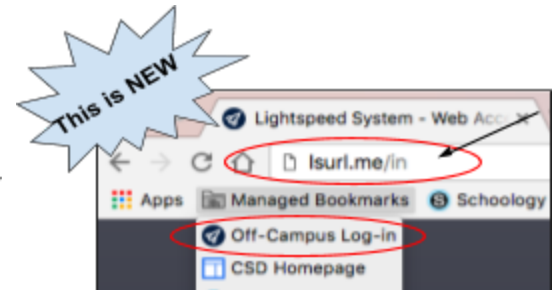 This is NEW
Lightspeed System - Web Acc
lsurl.me/in
Apps Managed Bookmarks Schoology
Off-Campus Log-in
CSD Homepage